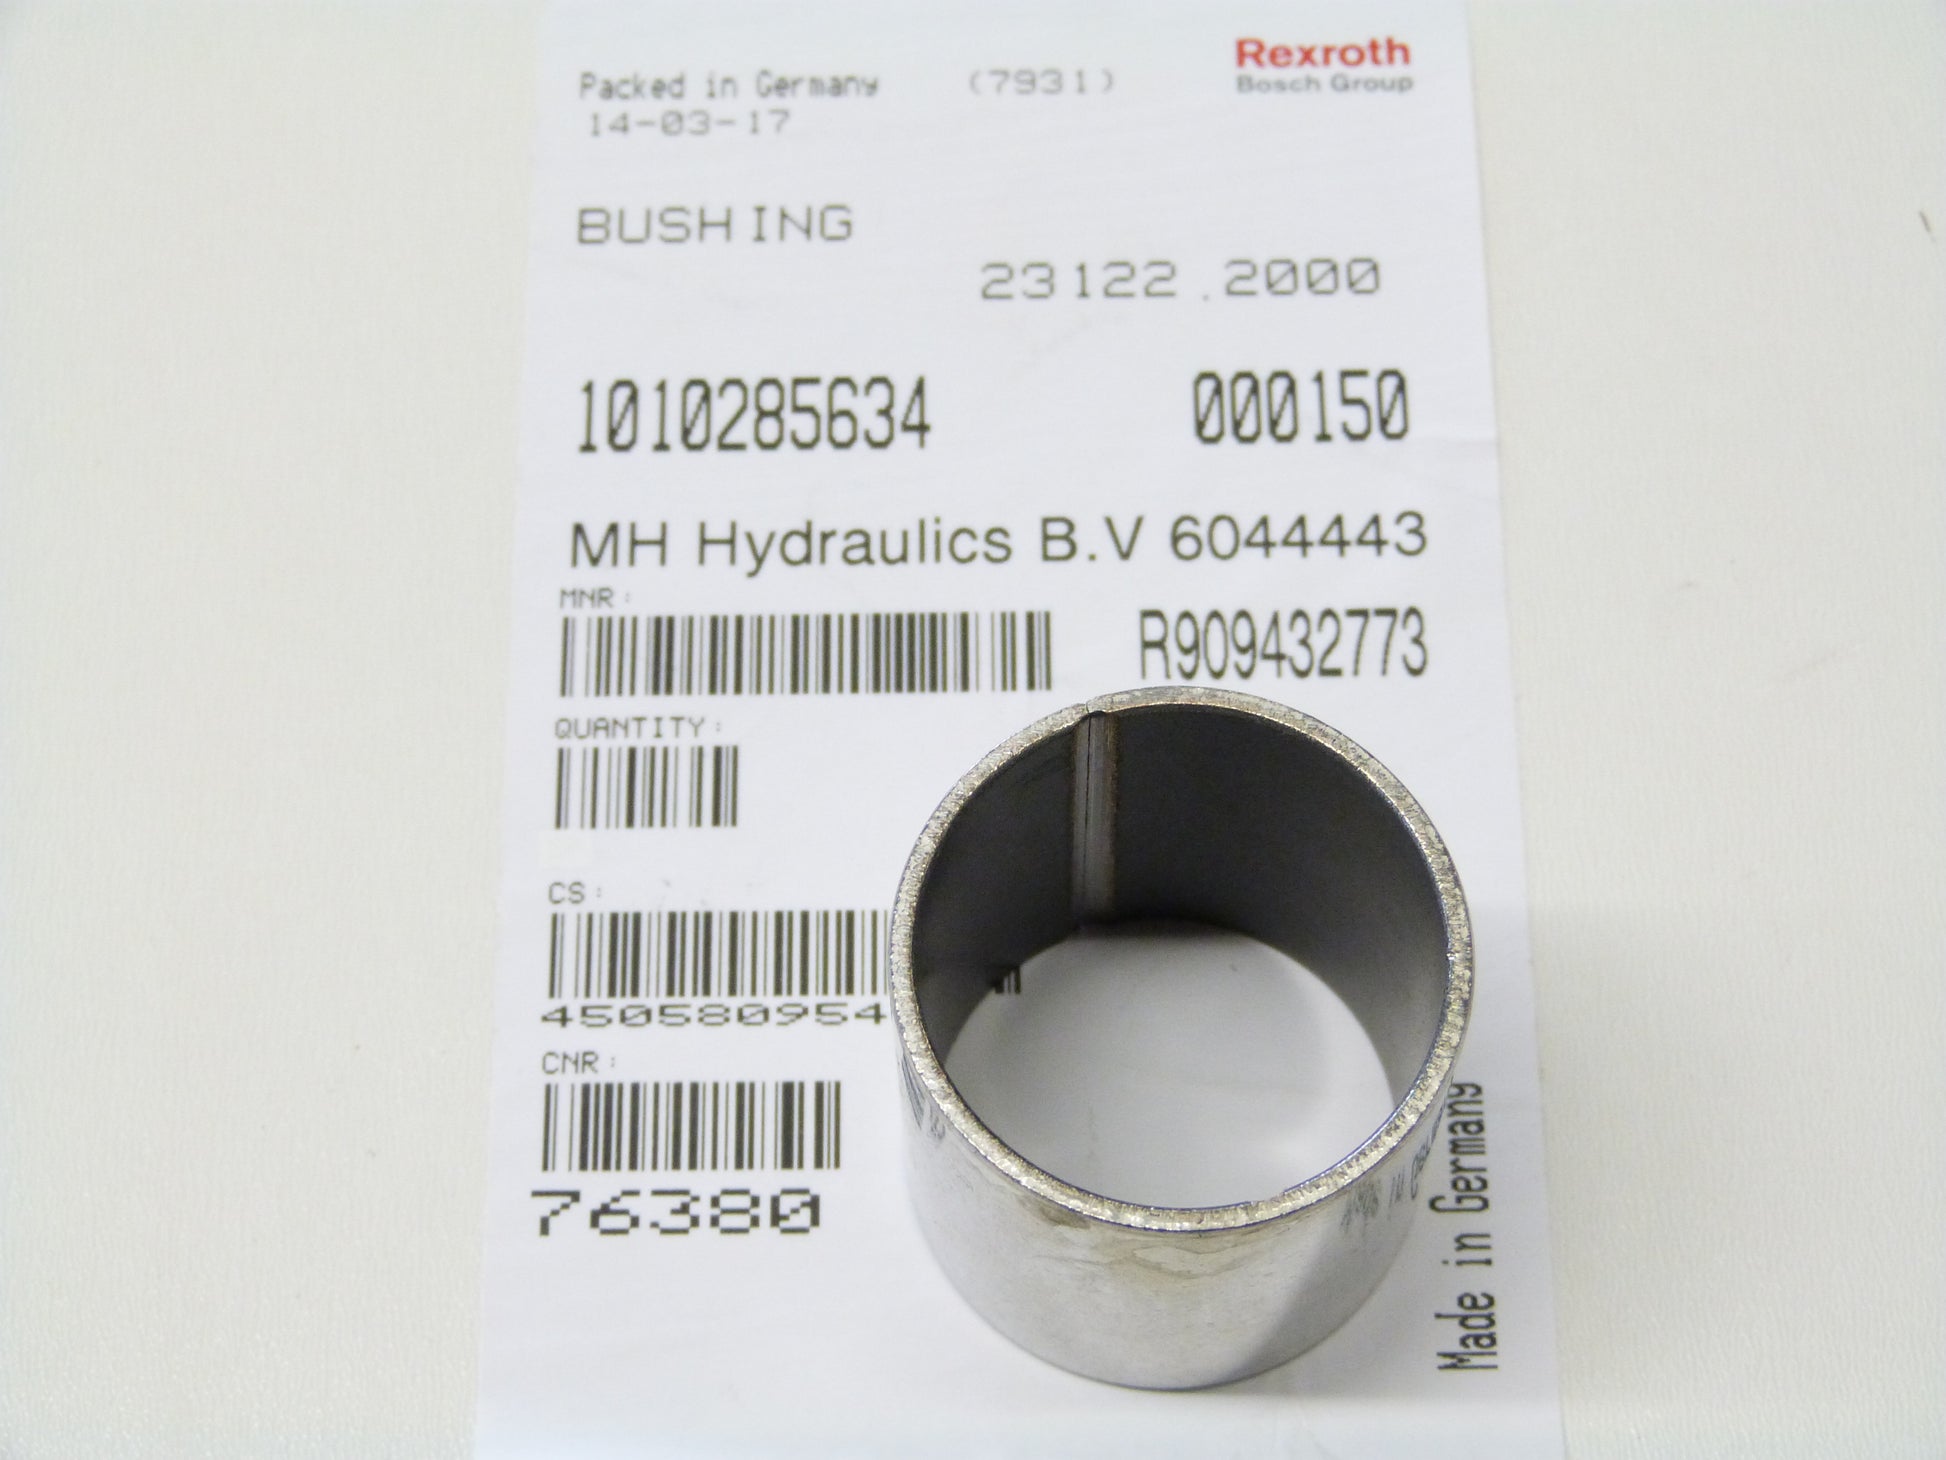 Packed in Germany (7931) Rexroth
14-03-17 Bosch Group
BUSHING
23122.2000
1010285634 000150
MH Hydraulics B.V 6044443
MNR:
R909432773
QUANTITY:
CS:
450580954
CNR:
76380
Made in Germany